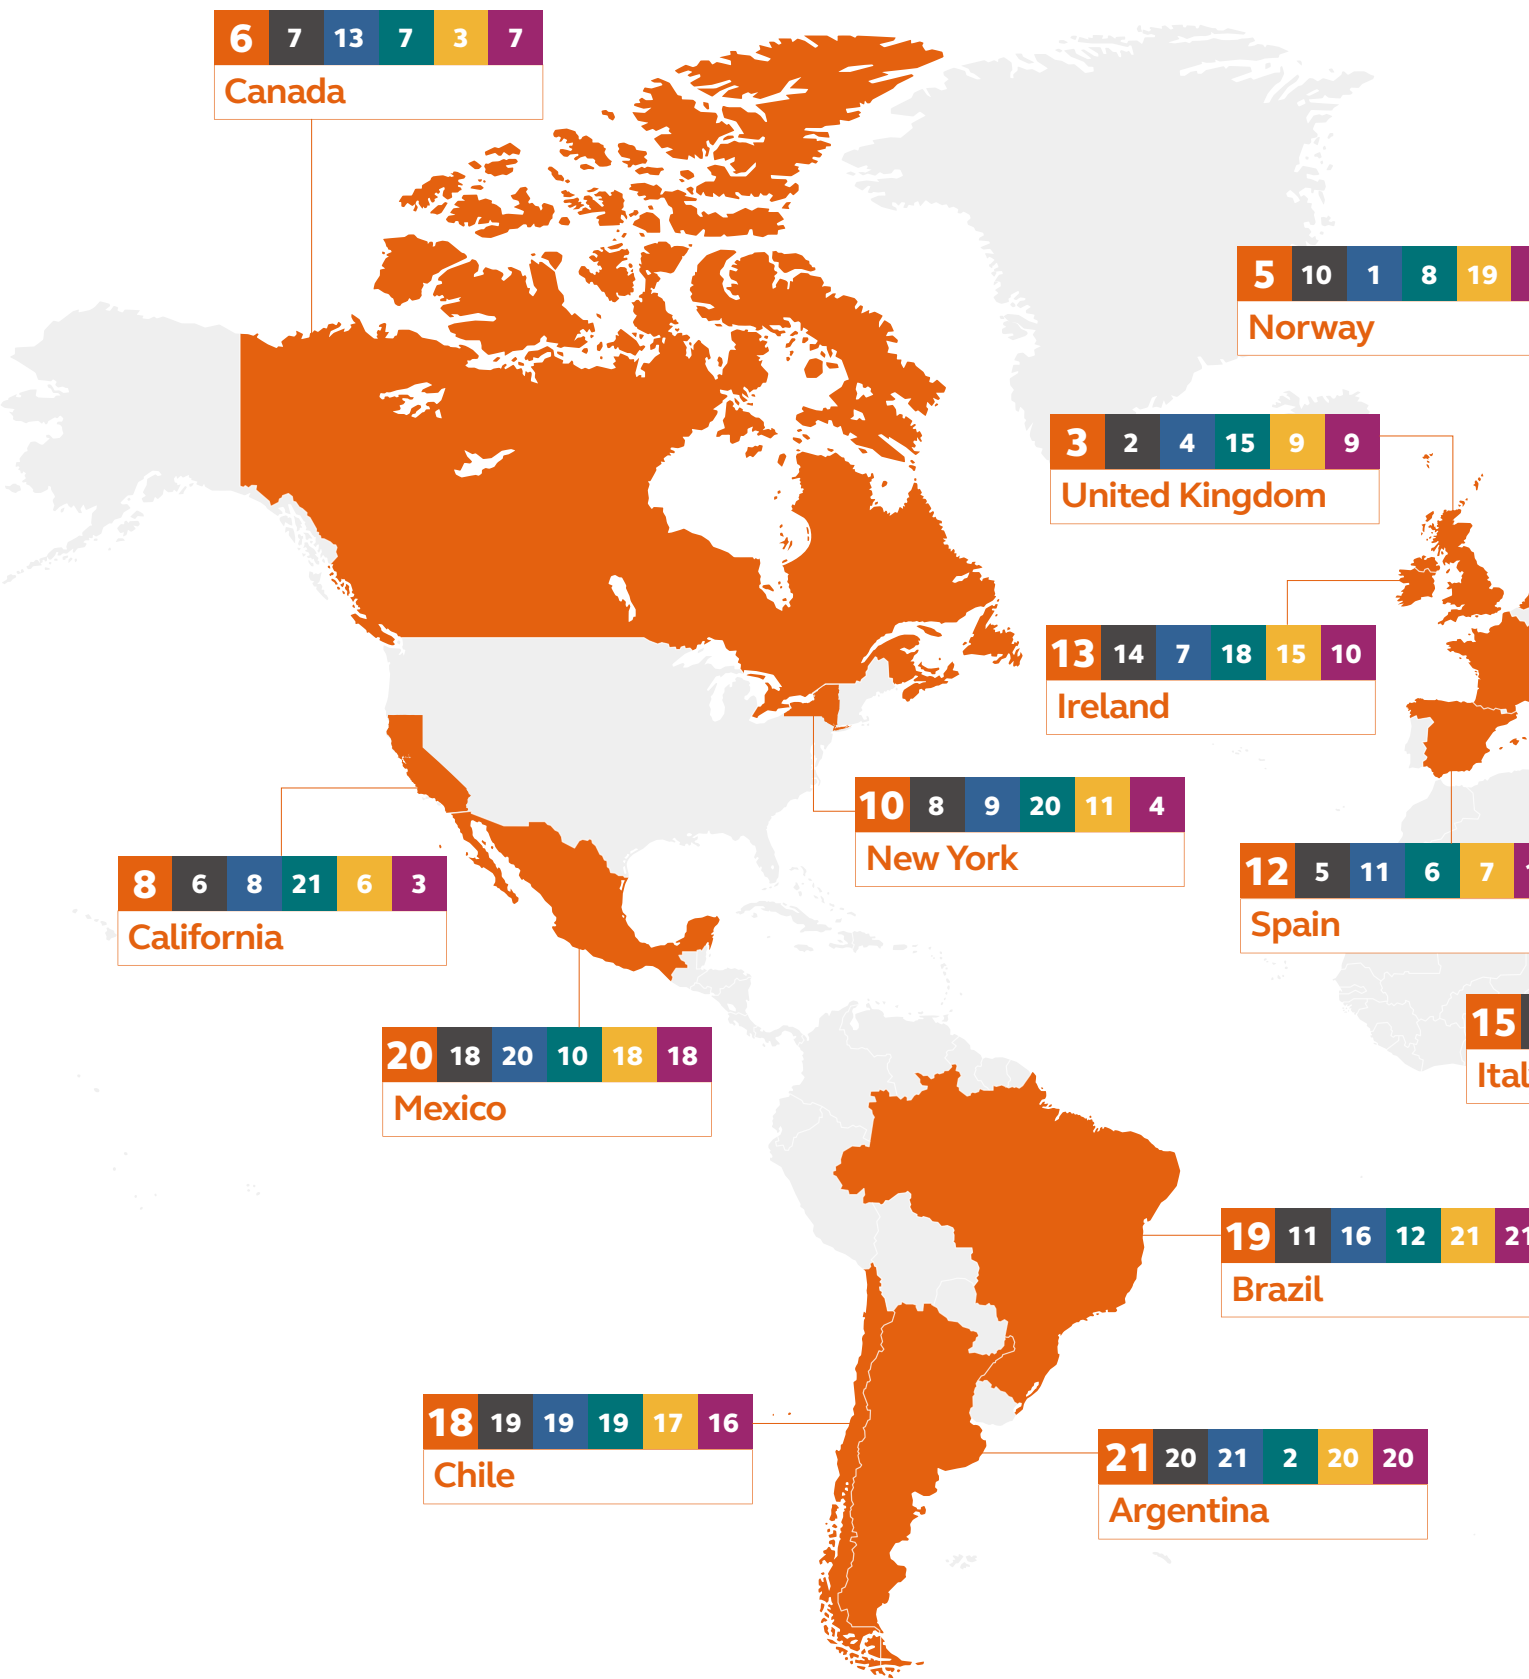 6 7 13 7 3 7
Canada
5 10 1 8 19
Norway
3 2 4 15 9 9
United Kingdom
13 14 7 18 15 10
Ireland
10 8 9 20 11 4
New York
12 5 11 6 7
Spain
8 6 8 21 6 3
California
15
Ital
20 18 20 10 18 18
Mexico
19 11 16 12 21 21
Brazil
18 19 19 19 17 16
Chile
21 20 21 2 20 20
Argentina